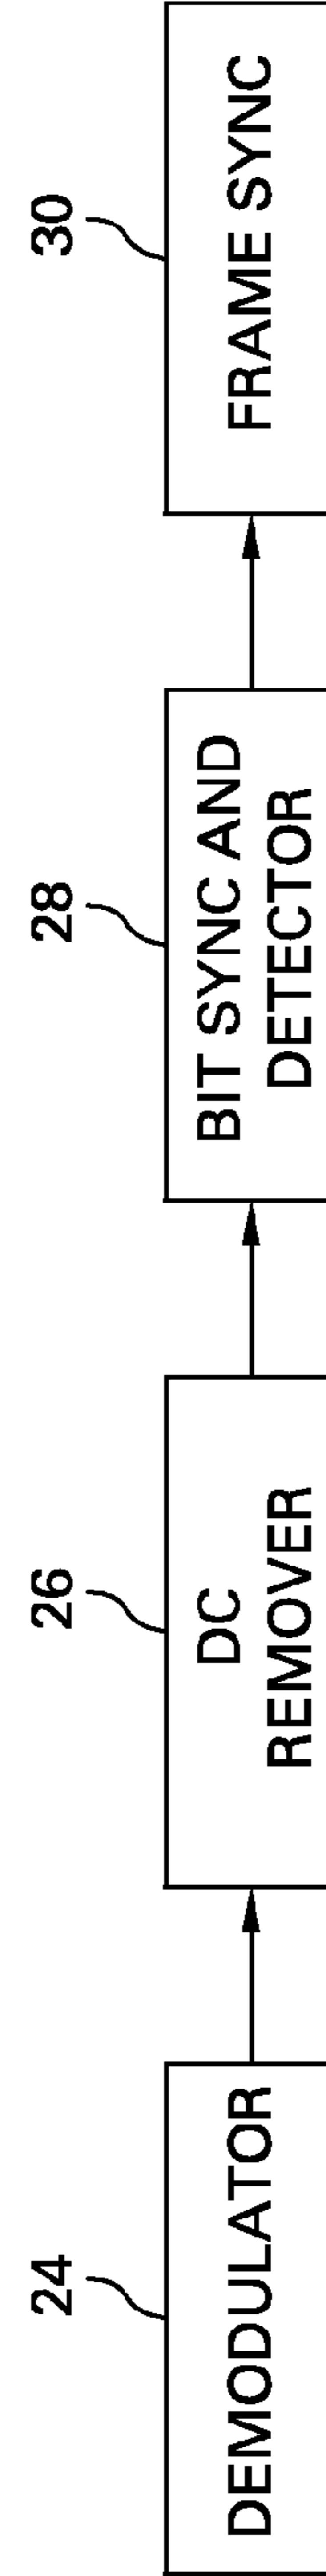 24
DEMODULATOR
26
DC
REMOVER
28
BIT SYNC AND
DETECTOR
30
FRAME SYNC